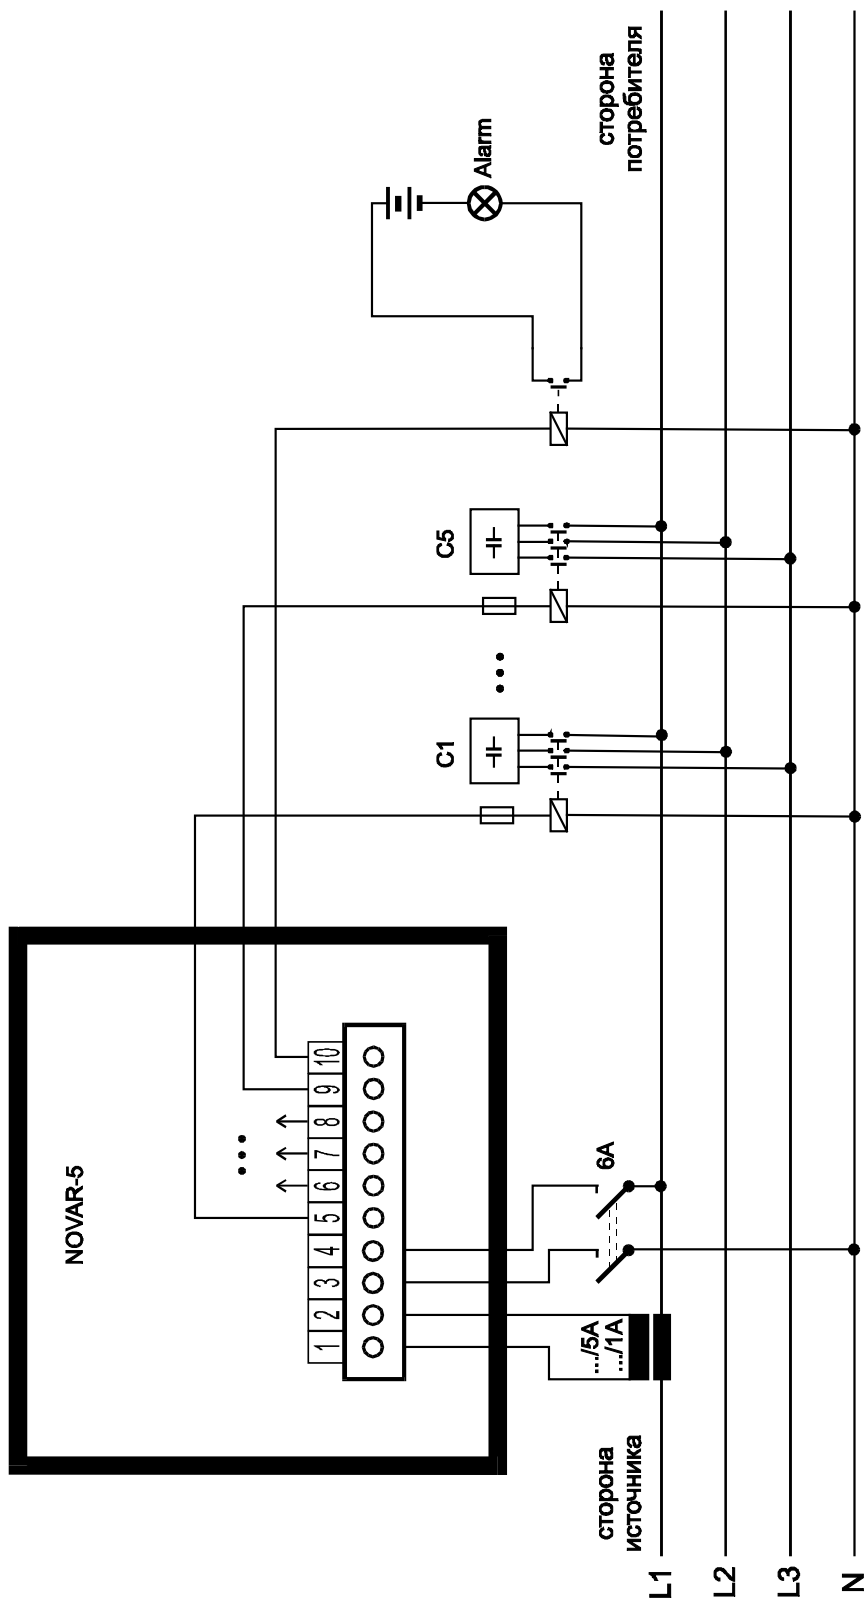 NOVAR-5
1 2 3 4 5 6 7 8 9 10
C1
C5
Alarm
.../5A
.../1A
6A
сторона
источника
сторона
потребителя
L1
L2
L3
N